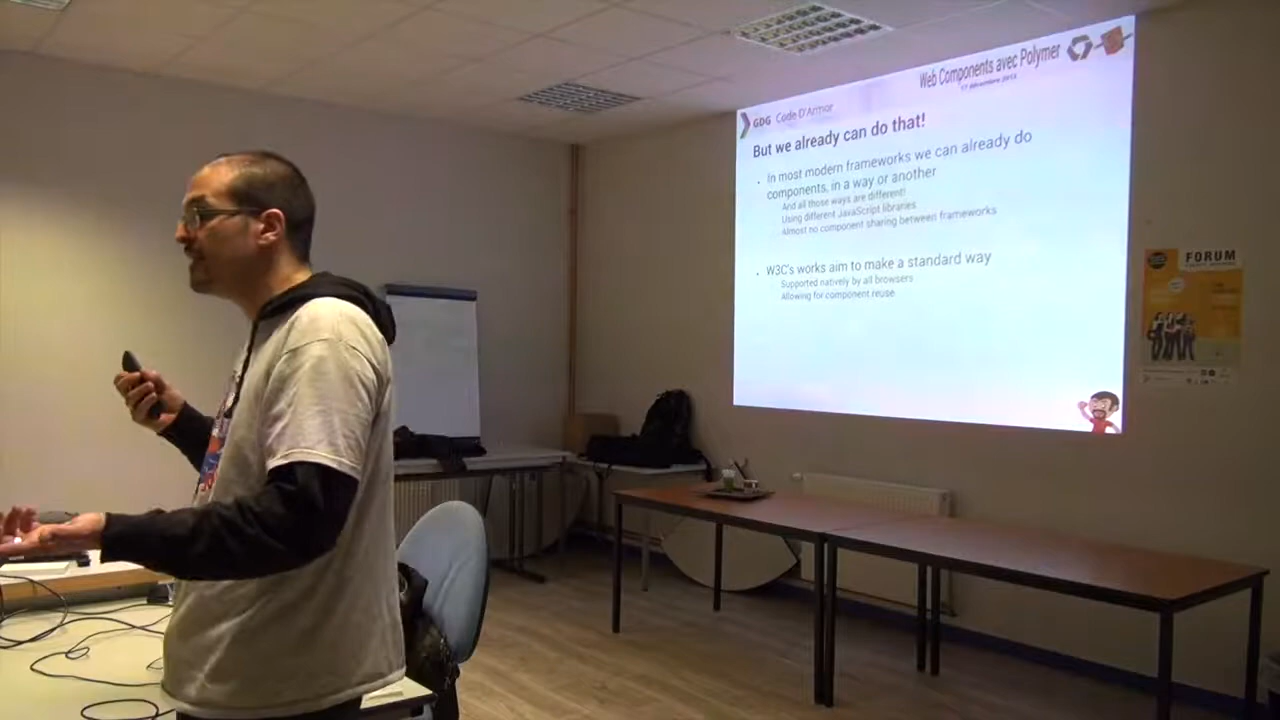 Web Components avec Polymer
GDG Code D'Armor
But we already can do that!
In most modern frameworks we can already do
components, in a way or another
And all those ways are different!
Using different JavaScript libraries
Almost no component sharing between frameworks
W3C's works aim to make a standard way
Supported natively by all browsers
Allowing for component reuse
FORUM